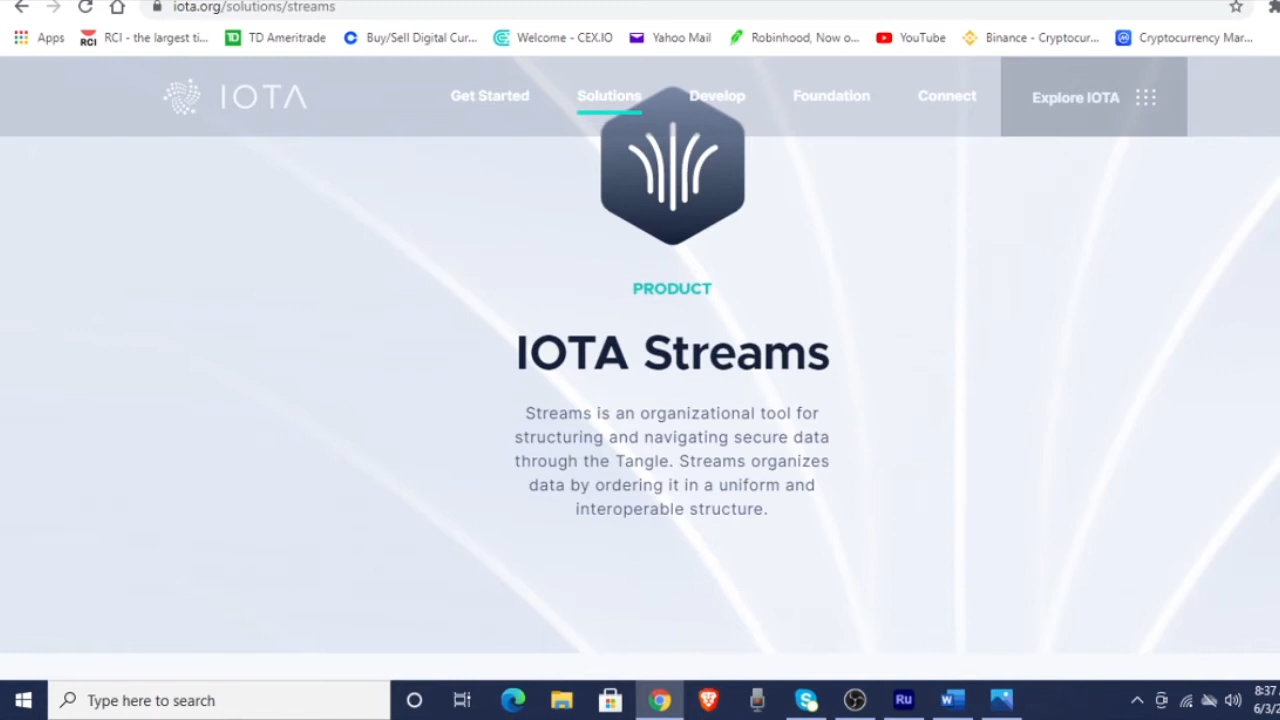 iota.org/solutions/streams
Apps RCI - the largest ti... TD Ameritrade Buy/Sell Digital Cur... Welcome - CEX.IO Yahoo Mail Robinhood, Now o... YouTube Binance - Cryptocur... Cryptocurrency Mar...
IOTA Get Started Solutions Develop Foundation Connect Explore IOTA
PRODUCT
IOTA Streams
Streams is an organizational tool for
structuring and navigating secure data
through the Tangle. Streams organizes
data by ordering it in a uniform and
interoperable structure.
Type here to search
Ru
8:37